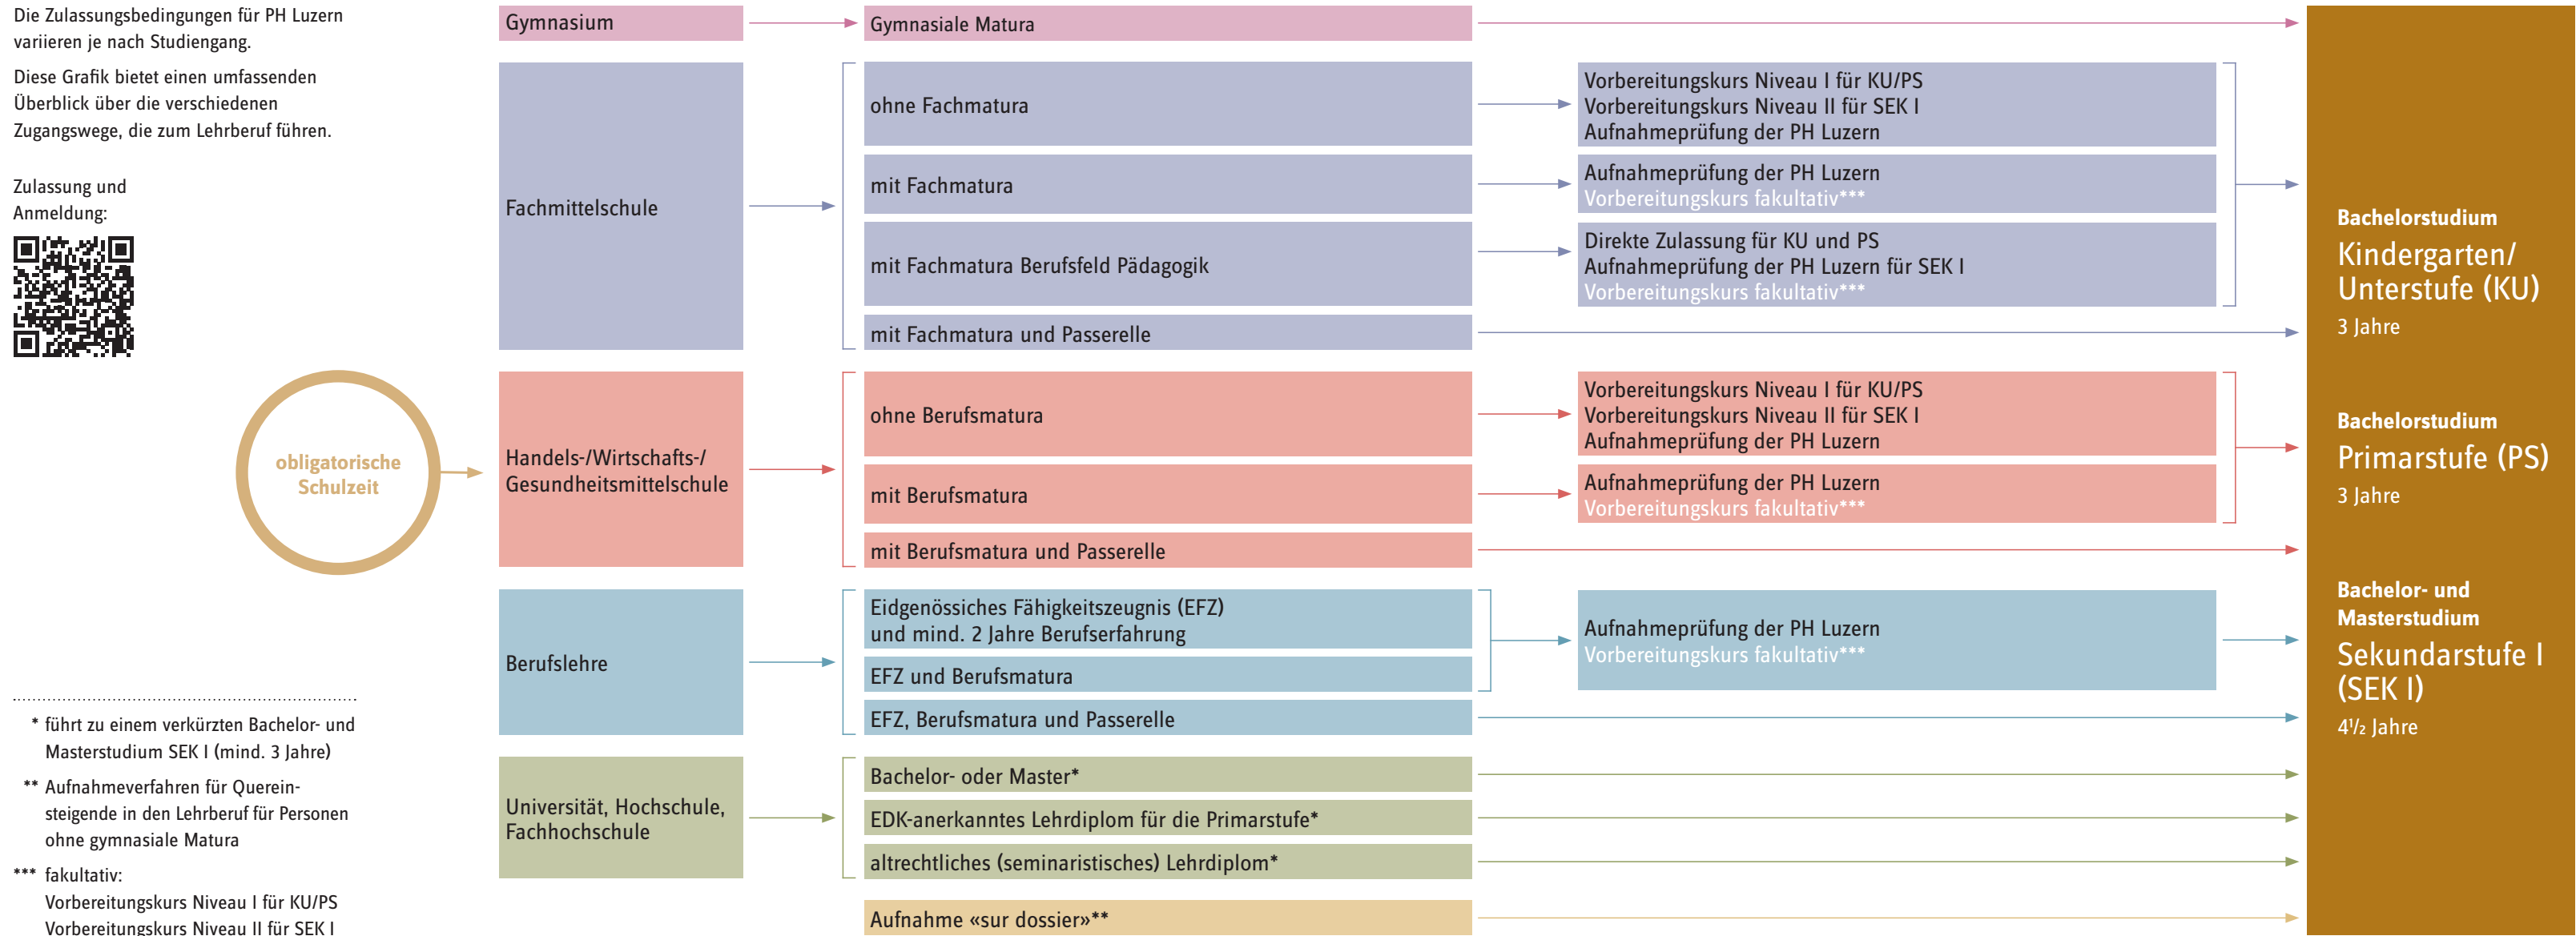 Die Zulassungsbedingungen für PH Luzern
variieren je nach Studiengang.
Diese Grafik bietet einen umfassenden
Überblick über die verschiedenen
Zugangswege, die zum Lehrberuf führen.
Zulassung und
Anmeldung:
obligatorische
Schulzeit
* führt zu einem verkürzten Bachelor- und
Masterstudium SEK I (mind. 3 Jahre)
** Aufnahmeverfahren für Querein-
steigende in den Lehrberuf für Personen
ohne gymnasiale Matura
*** fakultativ:
Vorbereitungskurs Niveau I für KU/PS
Vorbereitungskurs Niveau II für SEK I
Gymnasium
Gymnasiale Matura
Fachmittelschule
ohne Fachmatura
Vorbereitungskurs Niveau I für KU/PS
Vorbereitungskurs Niveau II für SEK I
Aufnahmeprüfung der PH Luzern
mit Fachmatura
Aufnahmeprüfung der PH Luzern
Vorbereitungskurs fakultativ***
mit Fachmatura Berufsfeld Pädagogik
Direkte Zulassung für KU und PS
Aufnahmeprüfung der PH Luzern für SEK I
Vorbereitungskurs fakultativ***
mit Fachmatura und Passerelle
Handels-/Wirtschafts-/
Gesundheitsmittelschule
ohne Berufsmatura
Vorbereitungskurs Niveau I für KU/PS
Vorbereitungskurs Niveau II für SEK I
Aufnahmeprüfung der PH Luzern
mit Berufsmatura
Aufnahmeprüfung der PH Luzern
Vorbereitungskurs fakultativ***
mit Berufsmatura und Passerelle
Berufslehre
Eidgenössiches Fähigkeitszeugnis (EFZ)
und mind. 2 Jahre Berufserfahrung
EFZ und Berufsmatura
Aufnahmeprüfung der PH Luzern
Vorbereitungskurs fakultativ***
EFZ, Berufsmatura und Passerelle
Universität, Hochschule,
Fachhochschule
Bachelor- oder Master*
EDK-anerkanntes Lehrdiplom für die Primarstufe*
altrechtliches (seminaristisches) Lehrdiplom*
Aufnahme «sur dossier»**
Bachelorstudium
Kindergarten/
Unterstufe (KU)
3 Jahre
Bachelorstudium
Primarstufe (PS)
3 Jahre
Bachelor- und
Masterstudium
Sekundarstufe I
(SEK I)
4 1/2 Jahre